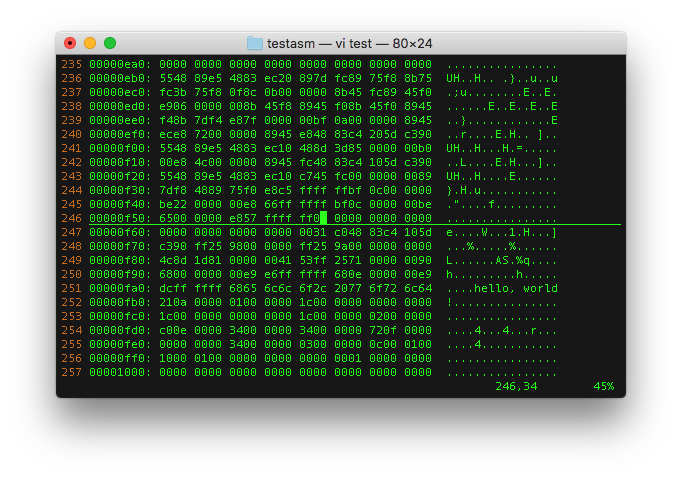 testasm — vi test — 80×24
235 00000ea0: 0000 0000 0000 0000 0000 0000 0000 0000  ................
236 00000eb0: 5548 89e5 4883 ec20 897d fc89 75f8 8b75  UH..H.. .}..u..u
237 00000ec0: fc3b 75f8 0f8c 0b00 0000 8b45 fc89 45f0  .;u........E..E.
238 00000ed0: e906 0000 008b 45f8 8945 f08b 45f0 8945  ......E..E..E..E
239 00000ee0: f48b 7df4 e87f 0000 00bf 0a00 0000 8945  ..}............E
240 00000ef0: ece8 7200 0000 8945 e848 83c4 205d c390  ..r....E.H.. ]..
241 00000f00: 5548 89e5 4883 ec10 488d 3d85 0000 00b0  UH..H...H.=.....
242 00000f10: 00e8 4c00 0000 8945 fc48 83c4 105d c390  ..L....E.H...]..
243 00000f20: 5548 89e5 4883 ec10 c745 fc00 0000 0089  UH..H....E......
244 00000f30: 7df8 4889 75f0 e8c5 ffff ffbf 0c00 0000  }.H.u...........
245 00000f40: be22 0000 00e8 66ff ffff bf0c 0000 00be  ."....f.........
246 00000f50: 6500 0000 e857 ffff ff0  0000 0000 0000  ................
247 00000f60: 0000 0000 0000 0031 c048 83c4 105d  e....W...1.H...]
248 00000f70: c390 ff25 9800 0000 ff25 9a00 0000 0000  ...%.....%......
249 00000f80: 4c8d 1d81 0000 0041 53ff 2571 0000 0090  L......AS.%q....
250 00000f90: 6800 0000 00e9 e6ff ffff 680e 0000 00e9  h.........h.....
251 00000fa0: dcff ffff 6865 6c6c 6f2c 2077 6f72 6c64  ....hello, world
252 00000fb0: 210a 0000 0100 0000 1c00 0000 0000 0000  !...............
253 00000fc0: 1c00 0000 0000 0000 1c00 0000 0200 0000  ................
254 00000fd0: c00e 0000 3400 0000 3400 0000 720f 0000  ....4...4...r...
255 00000fe0: 0000 0000 3400 0000 0300 0000 0c00 0100  ....4...........
256 00000ff0: 1000 0100 0000 0000 0000 0001 0000 0000  ................
257 00001000: 0000 0000 0000 0000 0000 0000 0000 0000  ................
246,34 45%